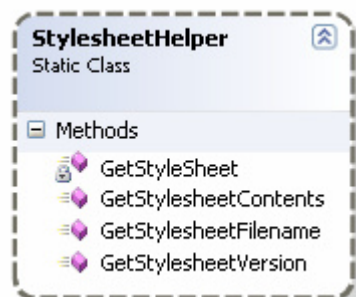 StylesheetHelper
Static Class
Methods
GetStyleSheet
GetStylesheetContents
GetStylesheetFilename
GetStylesheetVersion